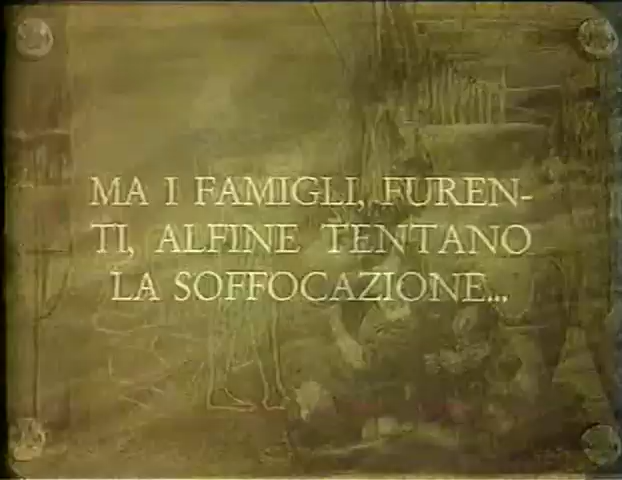 MA I FAMIGLI, FUREN-
TI, ALFINE TENTANO
LA SOFFOCAZIONE...